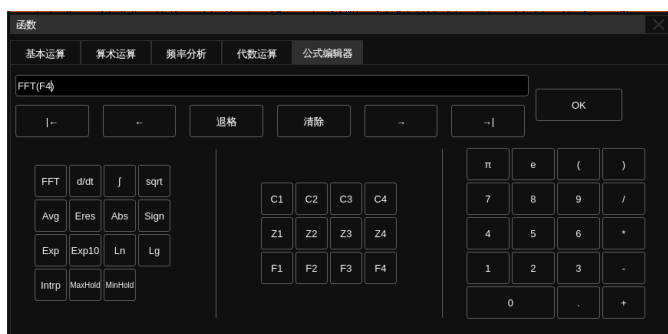 函数
基本运算 算术运算 频率分析 代数运算 公式编辑器
FFT(F4)
OK
|← ← 退格 清除 → →|
π e ( )
FFT d/dt ∫ sqrt
C1 C2 C3 C4
7 8 9 /
Avg Eres Abs Sign
Z1 Z2 Z3 Z4
4 5 6 *
Exp Exp10 Ln Lg
F1 F2 F3 F4
1 2 3 -
Intrp MaxHold MinHold
0 . +